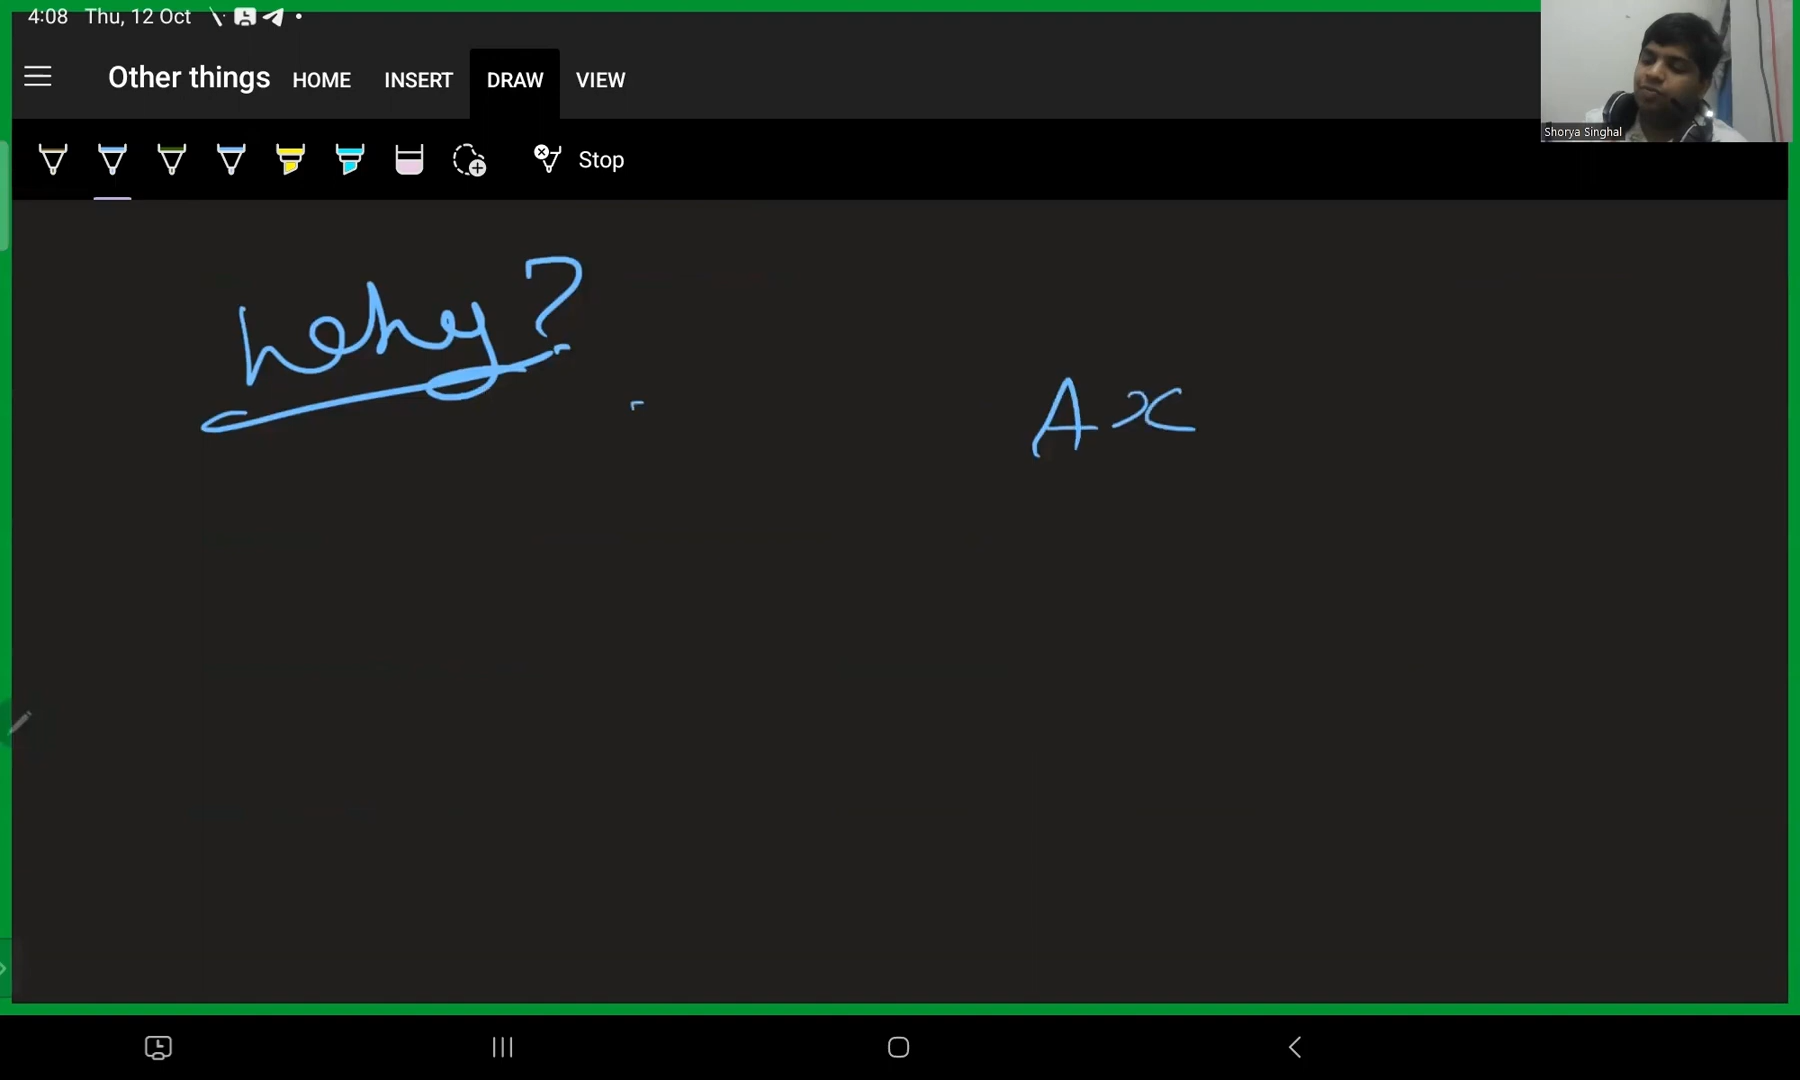 4:08 Thu, 12 Oct
Other things HOME INSERT DRAW VIEW
Shorya Singhal
Stop
Why?
Ax